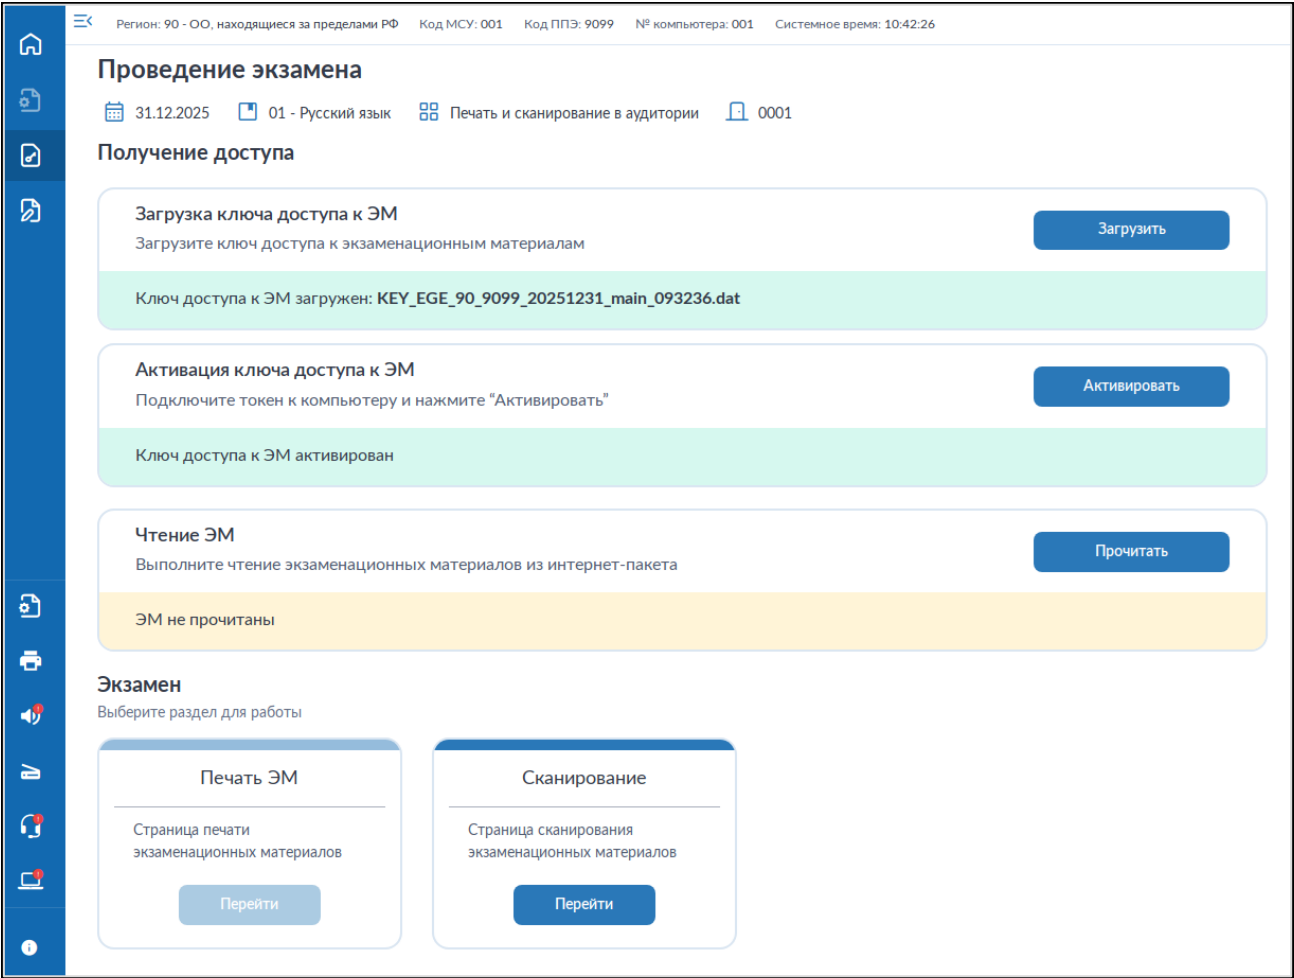 Регион: 90 - ОО, находящиеся за пределами РФ Код МСУ: 001 Код ППЭ: 9099 № компьютера: 001 Системное время: 10:42:26
Проведение экзамена
31.12.2025 01 - Русский язык Печать и сканирование в аудитории 0001
Получение доступа
Загрузка ключа доступа к ЭМ
Загрузите ключ доступа к экзаменационным материалам
Загрузить
Ключ доступа к ЭМ загружен: KEY_EGE_90_9099_20251231_main_093236.dat
Активация ключа доступа к ЭМ
Подключите токен к компьютеру и нажмите “Активировать”
Активировать
Ключ доступа к ЭМ активирован
Чтение ЭМ
Выполните чтение экзаменационных материалов из интернет-пакета
Прочитать
ЭМ не прочитаны
Экзамен
Выберите раздел для работы
Печать ЭМ
Страница печати
экзаменационных материалов
Перейти
Сканирование
Страница сканирования
экзаменационных материалов
Перейти